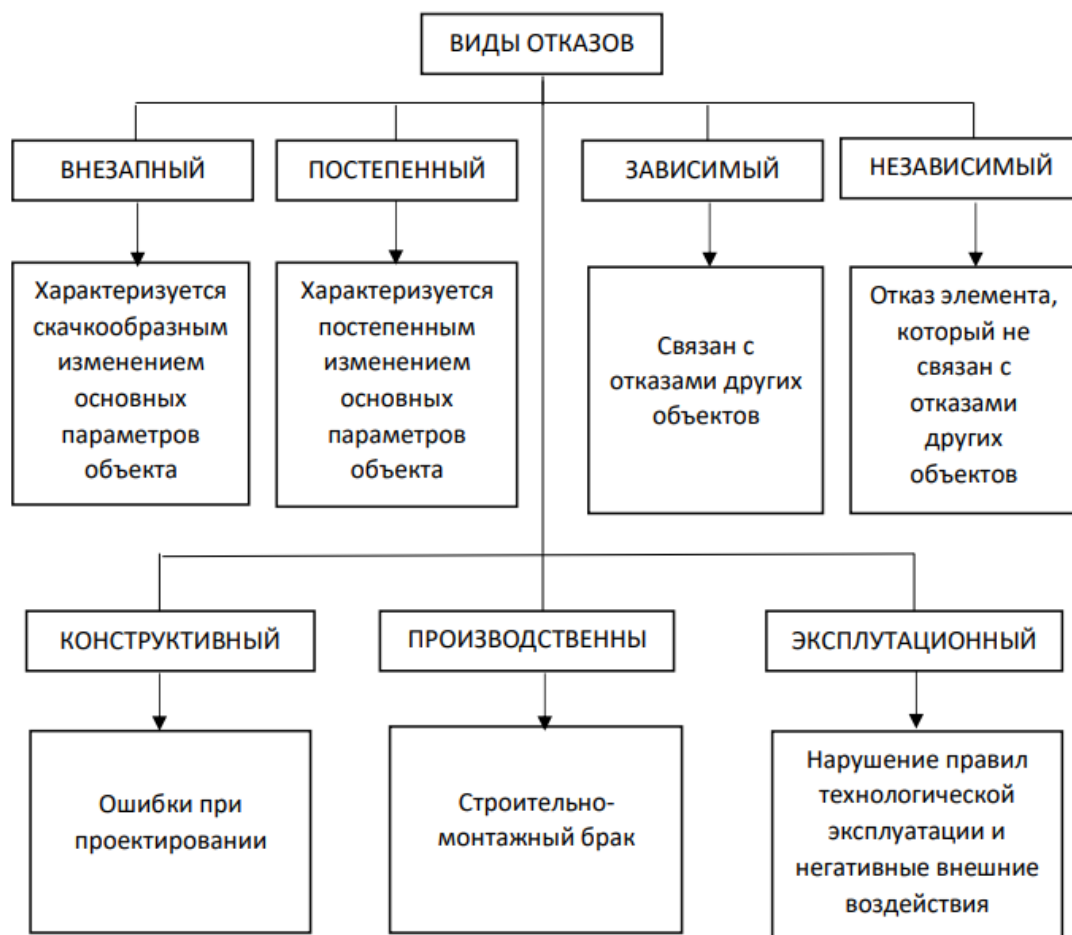 ВИДЫ ОТКАЗОВ
ВНЕЗАПНЫЙ
ПОСТЕПЕННЫЙ
ЗАВИСИМЫЙ
НЕЗАВИСИМЫЙ
Характеризуется
скачкообразным
изменением
основных
параметров
объекта
Характеризуется
постепенным
изменением
основных
параметров
объекта
Связан с
отказами других
объектов
Отказ элемента,
который не
связан с
отказами
других
объектов
КОНСТРУКТИВНЫЙ
ПРОИЗВОДСТВЕННЫ
ЭКСПЛУТАЦИОННЫЙ
Ошибки при
проектировании
Строительно-
монтажный брак
Нарушение правил
технологической
эксплуатации и
негативные внешние
воздействия